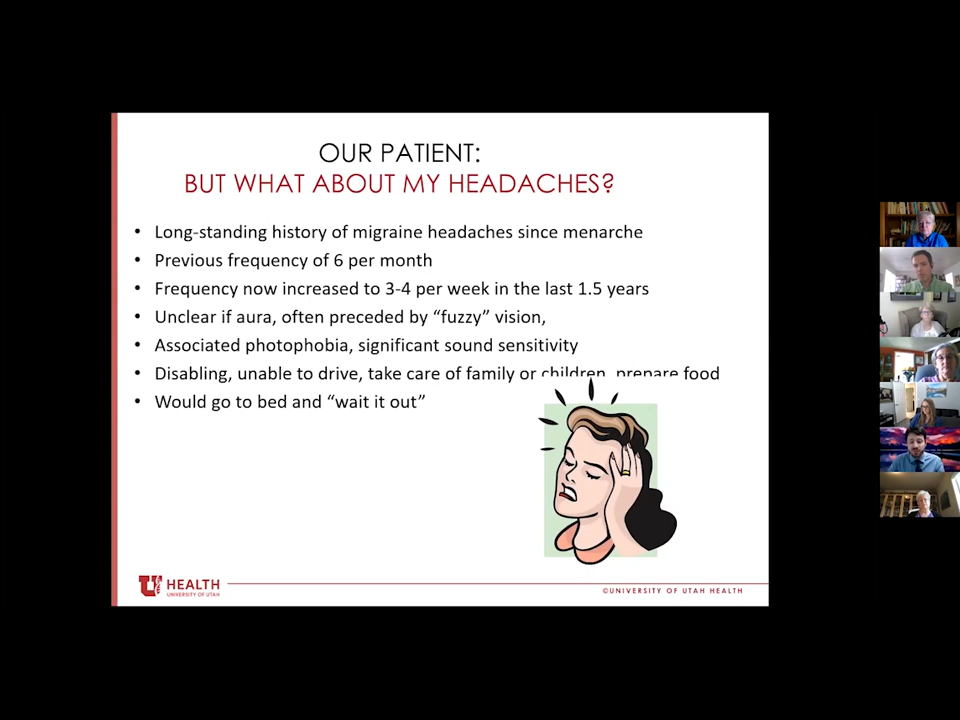 OUR PATIENT:
BUT WHAT ABOUT MY HEADACHES?
• Long-standing history of migraine headaches since menarche
• Previous frequency of 6 per month
• Frequency now increased to 3-4 per week in the last 1.5 years
• Unclear if aura, often preceded by “fuzzy” vision,
• Associated photophobia, significant sound sensitivity
• Disabling, unable to drive, take care of family or children, prepare food
• Would go to bed and “wait it out”
U HEALTH
UNIVERSITY OF UTAH
©UNIVERSITY OF UTAH HEALTH